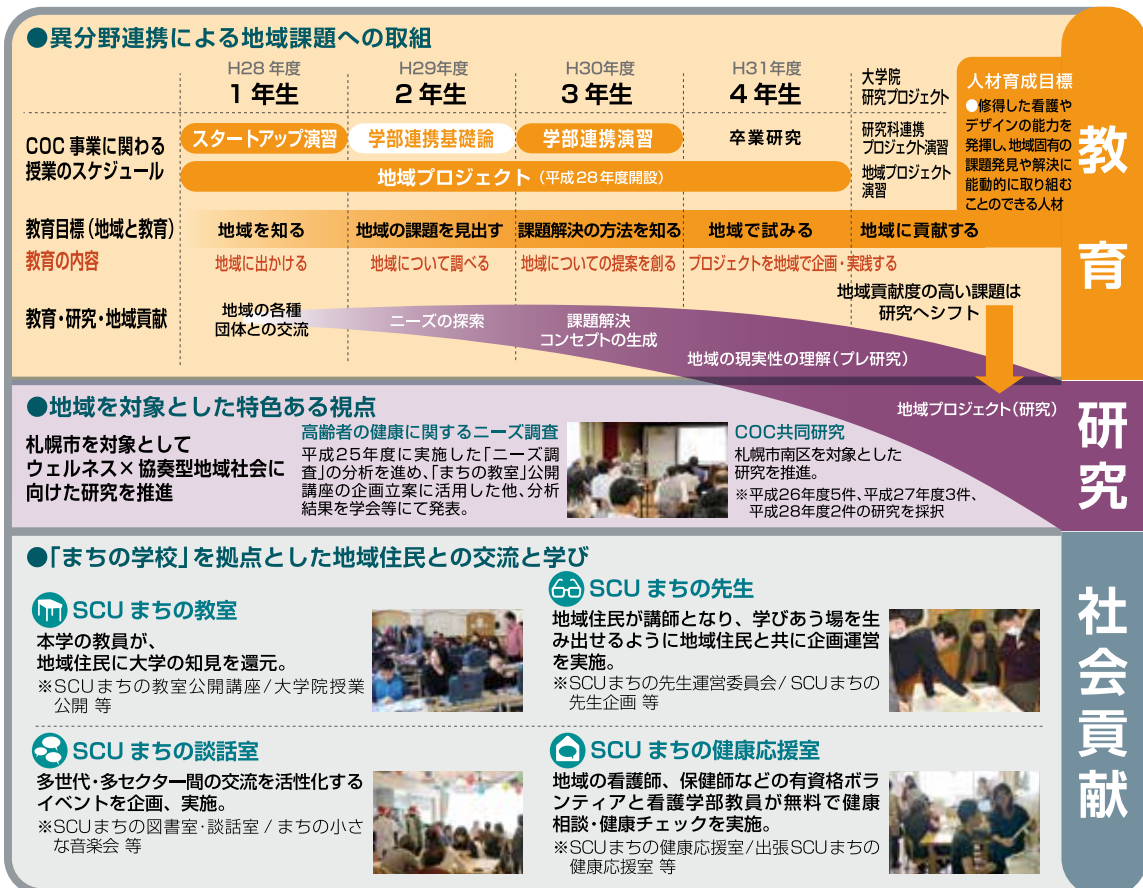 ●異分野連携による地域課題への取組
H28年度
1年生
H29年度
2年生
H30年度
3年生
H31年度
4年生
大学院
研究プロジェクト
人材育成目標
●修得した看護や
デザインの能力を
発揮し、地域固有の
課題発見や解決に
能動的に取り組む
ことのできる人材
教育
COC事業に関わる
授業のスケジュール
スタートアップ演習
学部連携基礎論
学部連携演習
卒業研究
研究科連携
プロジェクト演習
地域プロジェクト(平成28年度開設)
地域プロジェクト
演習
教育目標(地域と教育)
地域を知る
地域の課題を見出す
課題解決の方法を知る
地域で試みる
地域に貢献する
教育の内容
地域に出かける
地域について調べる
地域についての提案を創る
プロジェクトを地域で企画・実践する
教育・研究・地域貢献
地域の各種
団体との交流
ニーズの探索
課題解決
コンセプトの生成
地域の現実性の理解(プレ研究)
地域貢献度の高い課題は
研究へシフト
地域プロジェクト(研究)
研究
●地域を対象とした特色ある視点
札幌市を対象として
ウェルネス×協奏型地域社会に
向けた研究を推進
高齢者の健康に関するニーズ調査
平成25年度に実施した「ニーズ調
査」の分析を進め、「まちの教室」公開
講座の企画立案に活用した他、分析
結果を学会等にて発表。
COC共同研究
札幌市南区を対象とした
研究を推進。
※平成26年度5件、平成27年度3件、
平成28年度2件の研究を採択
社会貢献
●「まちの学校」を拠点とした地域住民との交流と学び
SCUまちの教室
本学の教員が、
地域住民に大学の知見を還元。
※SCUまちの教室公開講座/大学院授業
公開 等
SCUまちの先生
地域住民が講師となり、学びあう場を生
み出せるように地域住民と共に企画運営
を実施。
※SCUまちの先生運営委員会/SCUまちの
先生企画 等
SCUまちの談話室
多世代・多セクター間の交流を活性化する
イベントを企画、実施。
※SCUまちの図書室・談話室/まちの小さ
な音楽会 等
SCUまちの健康応援室
地域の看護師、保健師などの有資格ボラ
ンティアと看護学部教員が無料で健康
相談・健康チェックを実施。
※SCUまちの健康応援室/出張SCUまちの
健康応援室 等